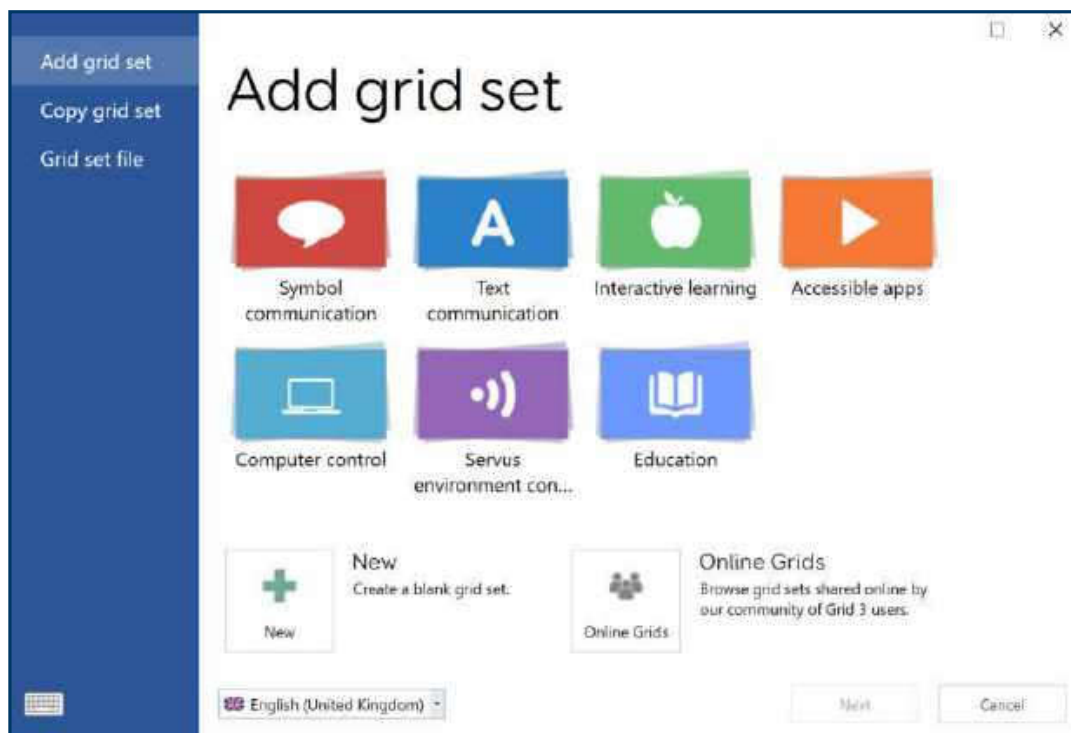 Add grid set
Copy grid set
Grid set file
Add grid set
A
Symbol
communication
Text
communication
Interactive learning
Accessible apps
Computer control
Servus
environment con...
Education
New
New
Create a blank grid set.
Online Grids
Online Grids
Browse grid sets shared online by
our community of Grid 3 users.
English (United Kingdom)
Next
Cancel